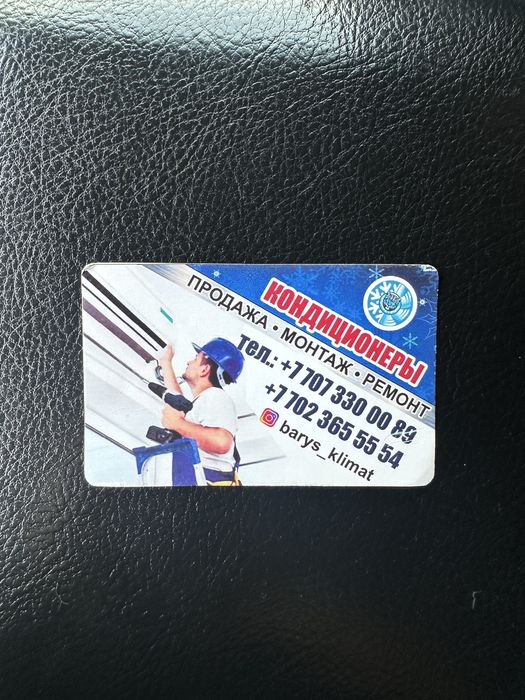 КОНДИЦИОНЕРЫ
ПРОДАЖА • МОНТАЖ • РЕМОНТ
Тел.: +7 707 330 00 89
+7 702 365 55 54
barys_klimat